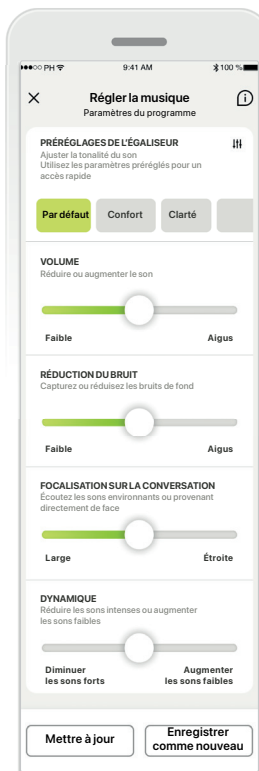 ●●●○○ PH 9:41 AM 100 %
Régler la musique
Paramètres du programme
PRÉRÉGLAGES DE L'ÉGALISEUR
Ajuster la tonalité du son
Utilisez les paramètres préréglés pour un
accès rapide
Par défaut Confort Clarté
VOLUME
Réduire ou augmenter le son
Faible Aigus
RÉDUCTION DU BRUIT
Capturez ou réduisez les bruits de fond
Faible Aigus
FOCALISATION SUR LA CONVERSATION
Écoutez les sons environnants ou provenant
directement de face
Large Étroite
DYNAMIQUE
Réduire les sons intenses ou augmenter
les sons faibles
Diminuer Augmenter
les sons forts les sons faibles
Mettre à jour Enregistrer
comme nouveau